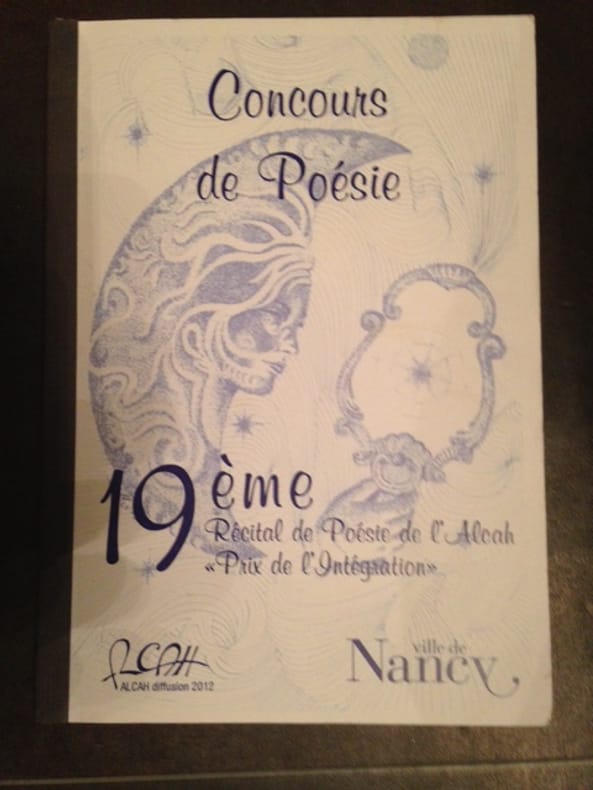 Concours
de Poésie
19ème
Récital de Poésie de l'Alcah
«Prix de l'Intégration»
ALCAH
ALCAH diffusion 2012
ville de
Nancy